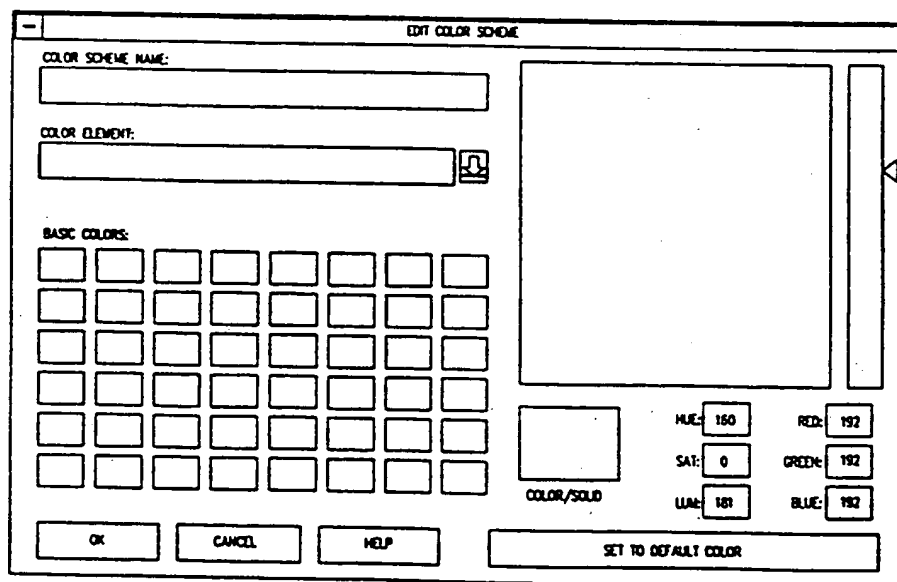 EDIT COLOR SCHEME
COLOR SCHEME NAME:
COLOR ELEMENT:
BASIC COLORS:
HUE: 160 RED: 192
SAT: 0 GREEN: 192
LUM: 181 BLUE: 192
COLOR/SOLID
OK CANCEL HELP SET TO DEFAULT COLOR